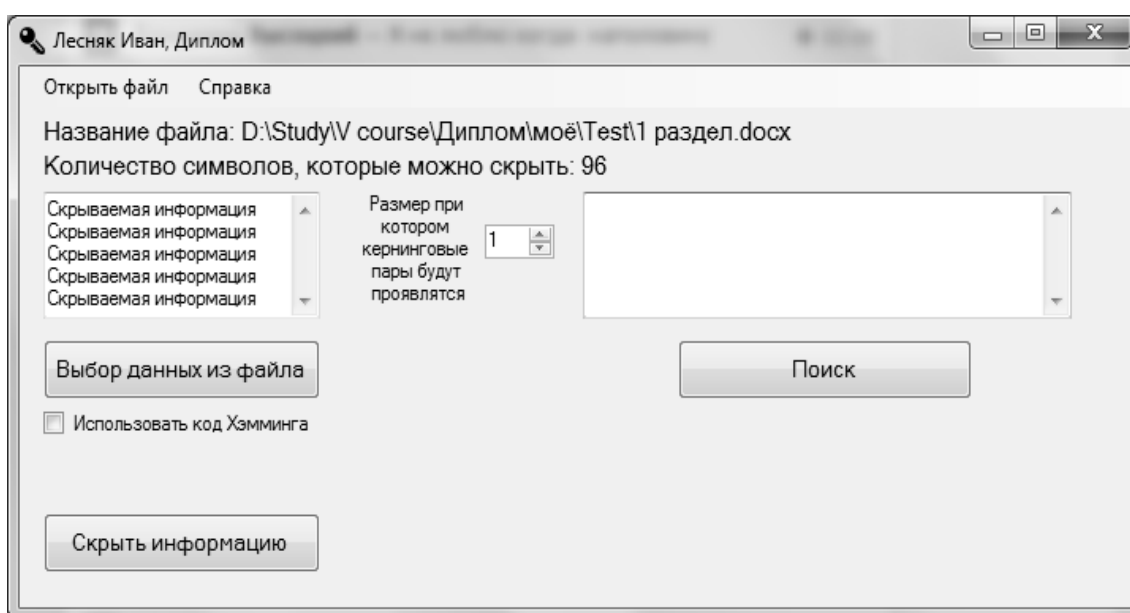 Лесняк Иван, Диплом
Открыть файл Справка
Название файла: D:\Study\V course\Диплом\моё\Test\1 раздел.docx
Количество символов, которые можно скрыть: 96
Скрываемая информация
Скрываемая информация
Скрываемая информация
Скрываемая информация
Скрываемая информация
Размер при
котором
кернинговые
пары будут
проявлятся
1
Выбор данных из файла
Поиск
Использовать код Хэмминга
Скрыть информацию